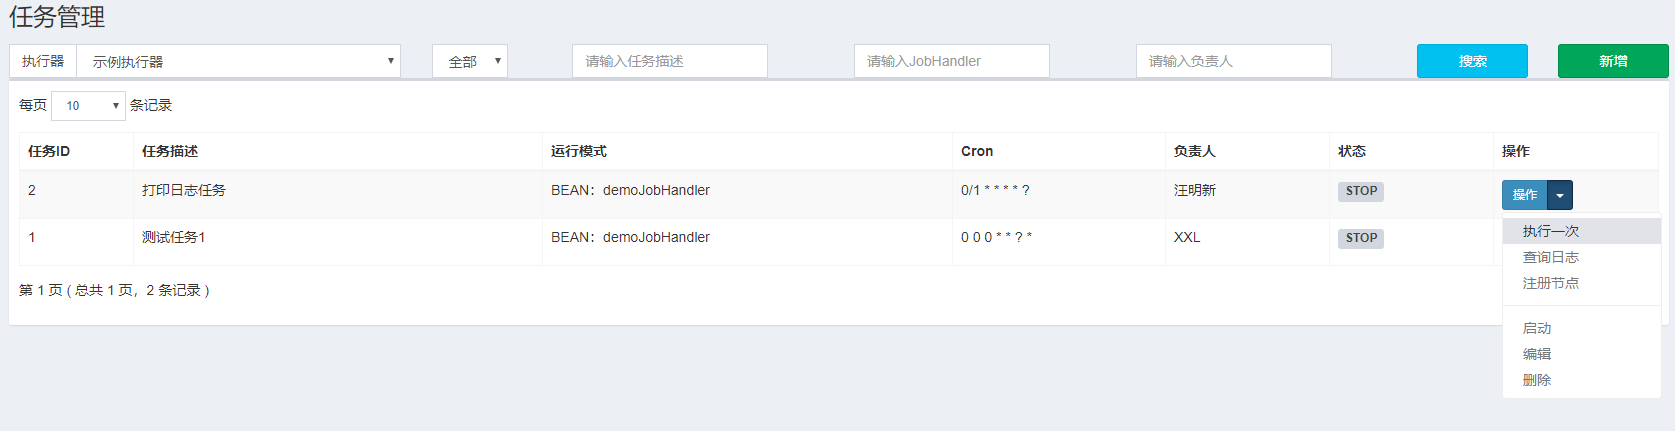 任务管理
执行器 示例执行器 全部 请输入任务描述 请输入JobHandler 请输入负责人 搜索 新增
每页 10 条记录
任务ID 任务描述 运行模式 Cron 负责人 状态 操作
2 打印日志任务 BEAN：demoJobHandler 0/1 * * * * ? 汪明新 STOP 操作
1 测试任务1 BEAN：demoJobHandler 0 0 0 * * ? * XXL STOP
执行一次
查询日志
注册节点
启动
编辑
删除
第 1 页 ( 总共 1 页，2 条记录 )